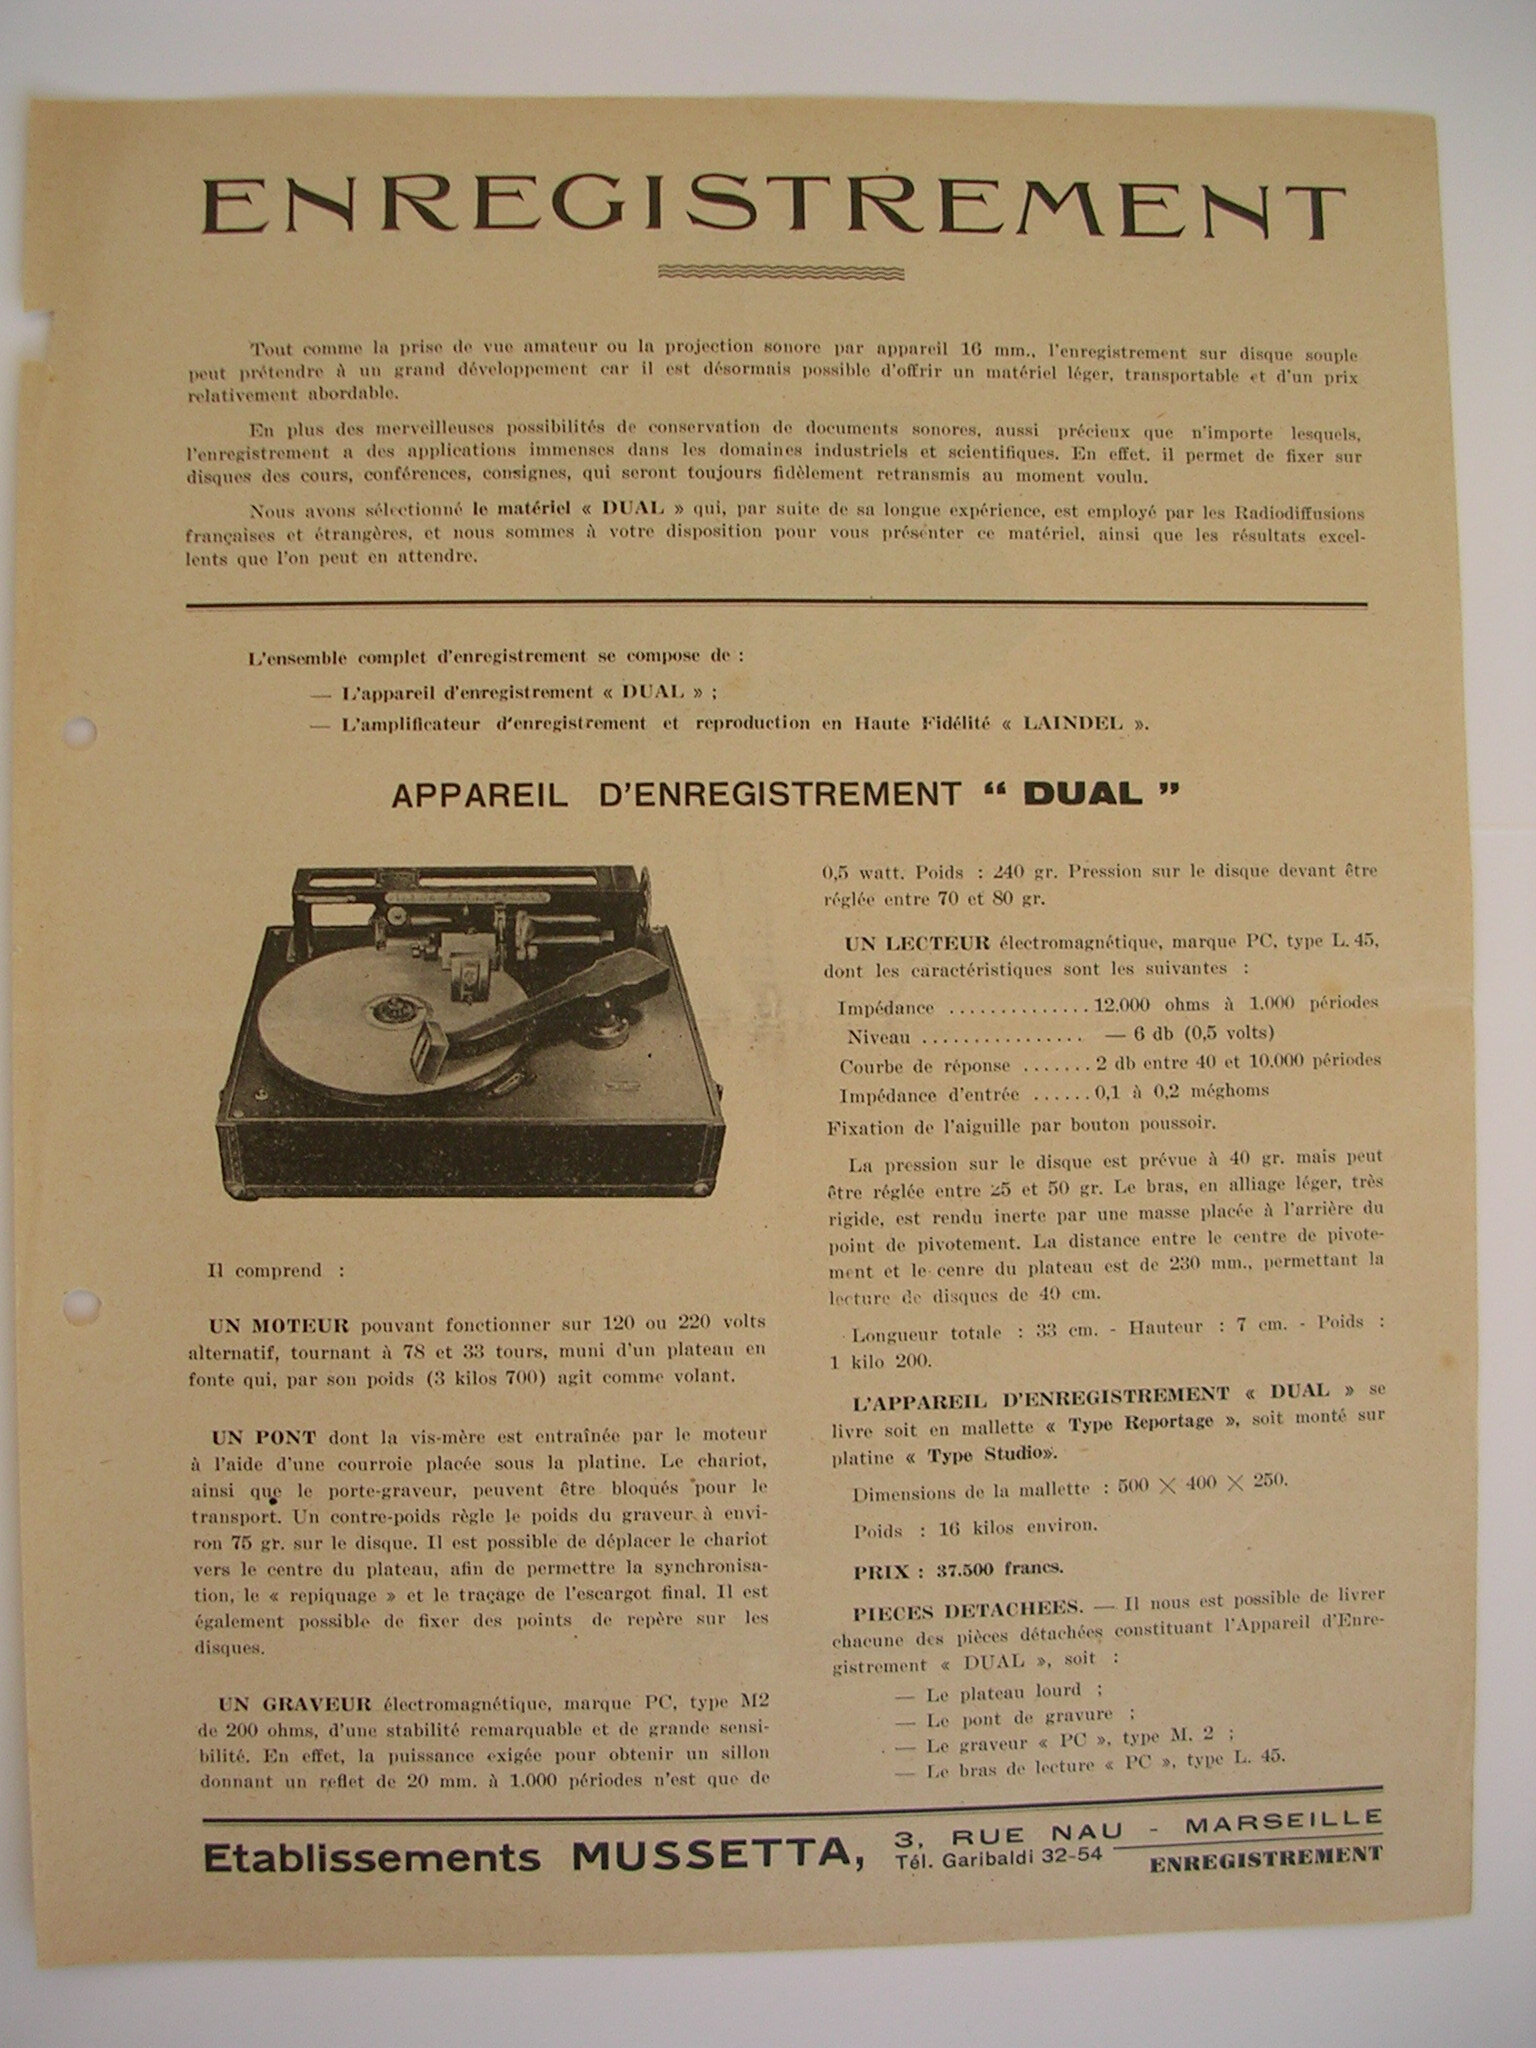 ENREGISTREMENT
Tout comme la prise de vue amateur ou la projection sonore par appareil 16 mm., l'enregistrement sur disque souple
peut prétendre à un grand développement car il est désormais possible d'offrir un matériel léger, transportable et d'un prix
relativement abordable.
En plus des merveilleuses possibilités de conservation de documents sonores, aussi précieux que n'importe lesquels,
l'enregistrement a des applications immenses dans les domaines industriels et scientifiques. En effet. il permet de fixer sur
disques des cours, conférences, consignes, qui seront toujours fidèlement retransmis au moment voulu.
Nous avons sélectionné le matériel « DUAL » qui, par suite de sa longue expérience, est employé par les Radiodiffusions
françaises et étrangères, et nous sommes à votre disposition pour vous présenter ce matériel, ainsi que les résultats excel-
lents que l'on peut en attendre.
L'ensemble complet d'enregistrement se compose de :
— L'appareil d'enregistrement « DUAL » ;
— L'amplificateur d'enregistrement et reproduction en Haute Fidélité « LAINDEL ».
APPAREIL D'ENREGISTREMENT “ DUAL ”
Il comprend :
UN MOTEUR pouvant fonctionner sur 120 ou 220 volts
alternatif, tournant à 78 et 33 tours, muni d'un plateau en
fonte qui, par son poids (3 kilos 700) agit comme volant.
UN PONT dont la vis-mère est entraînée par le moteur
à l'aide d'une courroie placée sous la platine. Le chariot,
ainsi que le porte-graveur, peuvent être bloqués pour le
transport. Un contre-poids règle le poids du graveur à envi-
ron 75 gr. sur le disque. Il est possible de déplacer le chariot
vers le centre du plateau, afin de permettre la synchronisa-
tion, le « repiquage » et le traçage de l'escargot final. Il est
également possible de fixer des points de repère sur les
disques.
UN GRAVEUR électromagnétique, marque PC, type M2
de 200 ohms, d'une stabilité remarquable et de grande sensi-
bilité. En effet, la puissance exigée pour obtenir un sillon
donnant un reflet de 20 mm. à 1.000 périodes n'est que de
0,5 watt. Poids : 240 gr. Pression sur le disque devant être
réglée entre 70 et 80 gr.
UN LECTEUR électromagnétique, marque PC, type L. 45,
dont les caractéristiques sont les suivantes :
Impédance .............. 12.000 ohms à 1.000 périodes
Niveau ................ — 6 db (0,5 volts)
Courbe de réponse ....... 2 db entre 40 et 10.000 périodes
Impédance d'entrée ...... 0,1 à 0,2 méghoms
Fixation de l'aiguille par bouton poussoir.
La pression sur le disque est prévue à 40 gr. mais peut
être réglée entre 25 et 50 gr. Le bras, en alliage léger, très
rigide, est rendu inerte par une masse placée à l'arrière du
point de pivotement. La distance entre le centre de pivote-
ment et le cenre du plateau est de 230 mm., permettant la
lecture de disques de 40 cm.
Longueur totale : 33 cm. - Hauteur : 7 cm. - Poids :
1 kilo 200.
L'APPAREIL D'ENREGISTREMENT « DUAL » se
livre soit en mallette « Type Reportage », soit monté sur
platine « Type Studio».
Dimensions de la mallette : 500 × 400 × 250.
Poids : 16 kilos environ.
PRIX : 37.500 francs.
PIECES DETACHEES. — Il nous est possible de livrer
chacune des pièces détachées constituant l'Appareil d'Enre-
gistrement « DUAL », soit :
— Le plateau lourd ;
— Le pont de gravure ;
— Le graveur « PC », type M. 2 ;
— Le bras de lecture « PC », type L. 45.
Etablissements MUSSETTA, 3, RUE NAU - MARSEILLE
Tél. Garibaldi 32-54
ENREGISTREMENT